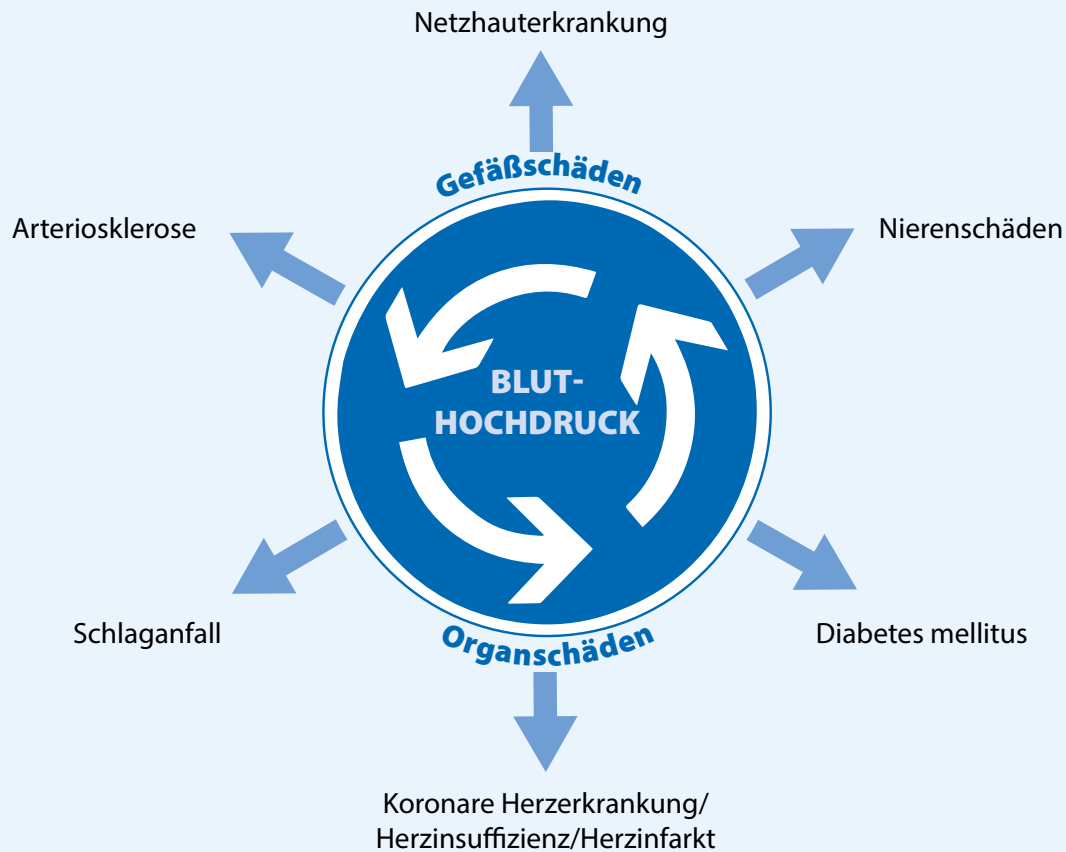 Netzhauterkrankung
Gefäßschäden
Arteriosklerose
Nierenschäden
BLUT-
HOCHDRUCK
Schlaganfall
Organschäden
Diabetes mellitus
Koronare Herzerkrankung/
Herzinsuffizienz/Herzinfarkt